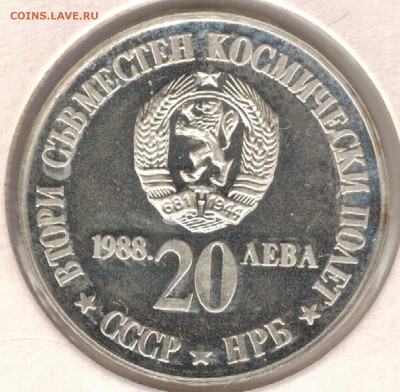 COINS.LAVE.RU
ВТОРИ СЪВМЕСТЕН КОСМИЧЕСКИ ПОЛЕТ
681 1944
1988. 20 ЛЕВА
СССР НРБ